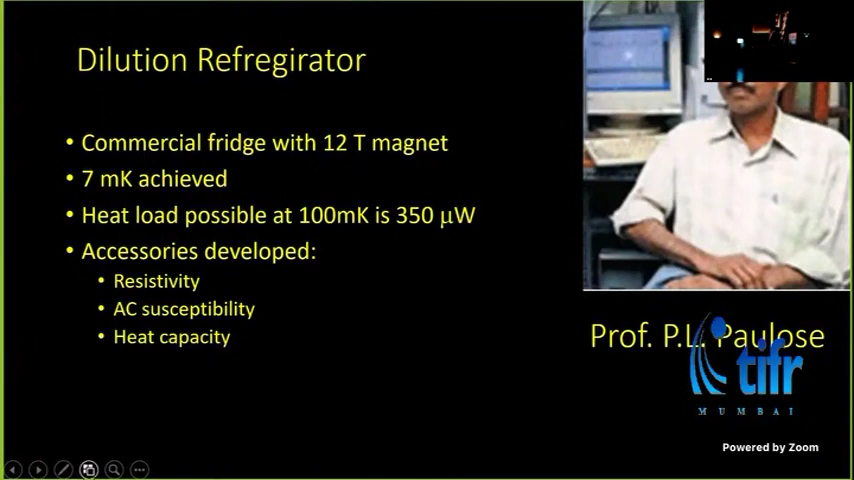 Dilution Refregirator
• Commercial fridge with 12 T magnet
• 7 mK achieved
• Heat load possible at 100mK is 350 μW
• Accessories developed:
• Resistivity
• AC susceptibility
• Heat capacity
Prof. P.L. Paulose
tifr
MUMBAI
Powered by Zoom